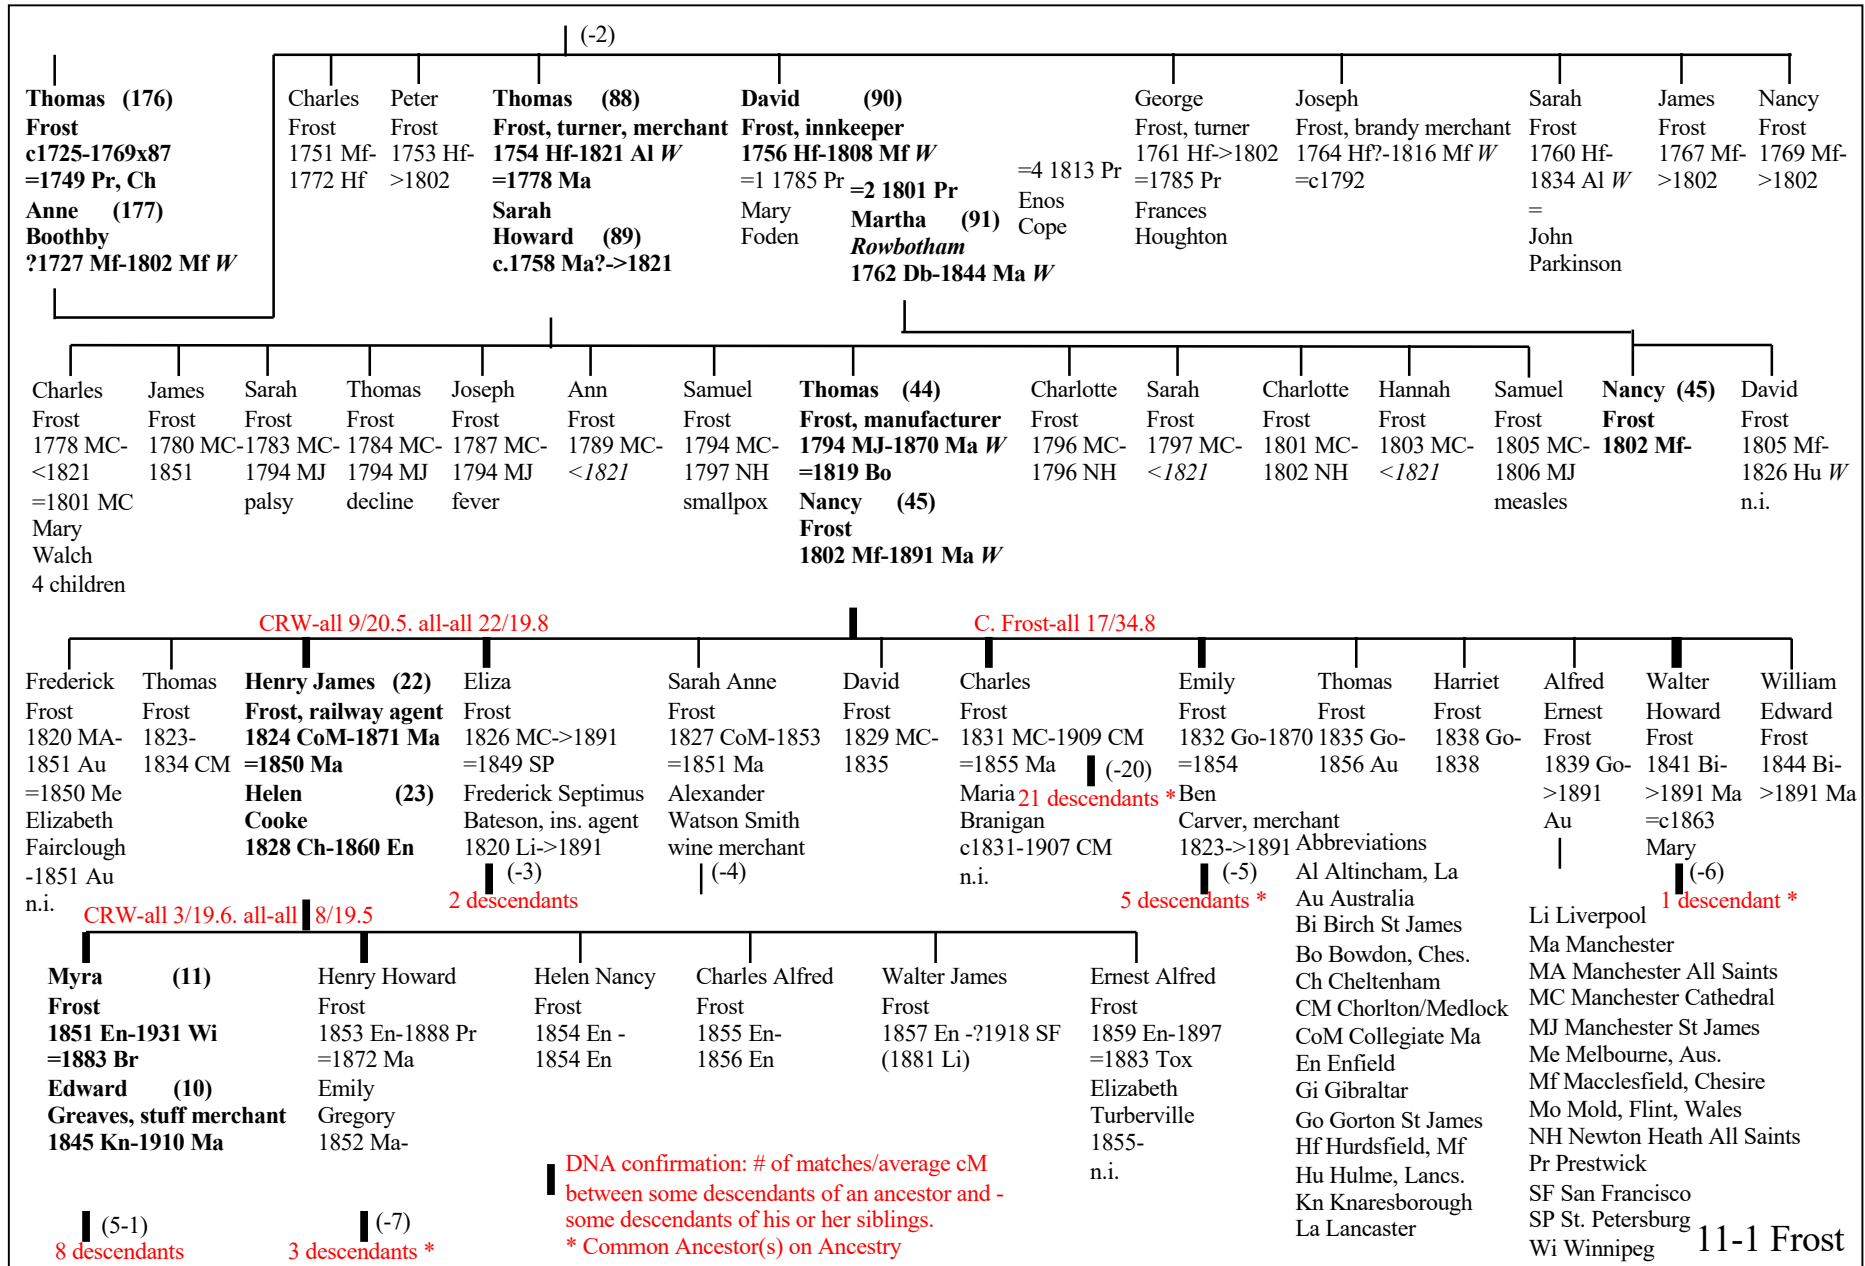 (-2)
Thomas (176)
Frost
c1725-1769x87
=1749 Pr, Ch
Anne (177)
Boothby
?1727 Mf-1802 Mf W
Charles
Frost
1751 Mf-
1772 Hf
Peter
Frost
1753 Hf-
>1802
Thomas (88)
Frost, turner, merchant
1754 Hf-1821 Al W
=1778 Ma
Sarah
Howard (89)
c.1758 Ma?->1821
David (90)
Frost, innkeeper
1756 Hf-1808 Mf W
=1 1785 Pr
Mary
Foden
=2 1801 Pr
Martha (91)
Rowbotham
1762 Db-1844 Ma W
=4 1813 Pr
Enos
Cope
George
Frost, turner
1761 Hf->1802
=1785 Pr
Frances
Houghton
Joseph
Frost, brandy merchant
1764 Hf?-1816 Mf W
=c1792
Sarah
Frost
1760 Hf-
1834 Al W
=
John
Parkinson
James
Frost
1767 Mf-
>1802
Nancy
Frost
1769 Mf-
>1802
Charles
Frost
1778 MC-
<1821
=1801 MC
Mary
Walch
4 children
James
Frost
1780 MC-
1851
Sarah
Frost
1783 MC-
1794 MJ
palsy
Thomas
Frost
1784 MC-
1794 MJ
decline
Joseph
Frost
1787 MC-
1794 MJ
fever
Ann
Frost
1789 MC-
<1821
Samuel
Frost
1794 MC-
1797 NH
smallpox
Thomas (44)
Frost, manufacturer
1794 MJ-1870 Ma W
=1819 Bo
Nancy (45)
Frost
1802 Mf-1891 Ma W
Charlotte
Frost
1796 MC-
1796 NH
Sarah
Frost
1797 MC-
<1821
Charlotte
Frost
1801 MC-
1802 NH
Hannah
Frost
1803 MC-
<1821
Samuel
Frost
1805 MC-
1806 MJ
measles
Nancy (45)
Frost
1802 Mf-
David
Frost
1805 Mf-
1826 Hu W
n.i.
CRW-all 9/20.5. all-all 22/19.8
C. Frost-all 17/34.8
Frederick
Frost
1820 MA-
1851 Au
=1850 Me
Elizabeth
Fairclough
-1851 Au
n.i.
Thomas
Frost
1823-
1834 CM
Henry James (22)
Frost, railway agent
1824 CoM-1871 Ma
=1850 Ma
Helen (23)
Cooke
1828 Ch-1860 En
Eliza
Frost
1826 MC->1891
=1849 SP
Frederick Septimus
Bateson, ins. agent
1820 Li->1891
(-3)
2 descendants
Sarah Anne
Frost
1827 CoM-1853
=1851 Ma
Alexander
Watson Smith
wine merchant
(-4)
David
Frost
1829 MC-
1835
Charles
Frost
1831 MC-1909 CM
=1855 Ma
Maria
Branigan
c1831-1907 CM
n.i.
(-20)
21 descendants *
Emily
Frost
1832 Go-1870
=1854
Ben
Carver, merchant
1823->1891
(-5)
5 descendants *
Thomas
Frost
1835 Go-
1856 Au
Harriet
Frost
1838 Go-
1838
Alfred
Ernest
Frost
1839 Go-
>1891
Au
Walter
Howard
Frost
1841 Bi-
>1891 Ma
=c1863
Mary
(-6)
1 descendant *
William
Edward
Frost
1844 Bi-
>1891 Ma
CRW-all 3/19.6. all-all 8/19.5
Myra (11)
Frost
1851 En-1931 Wi
=1883 Br
Edward (10)
Greaves, stuff merchant
1845 Kn-1910 Ma
(5-1)
8 descendants
Henry Howard
Frost
1853 En-1888 Pr
=1872 Ma
Emily
Gregory
1852 Ma-
(-7)
3 descendants *
Helen Nancy
Frost
1854 En -
1854 En
Charles Alfred
Frost
1855 En-
1856 En
Walter James
Frost
1857 En -?1918 SF
(1881 Li)
Ernest Alfred
Frost
1859 En-1897
=1883 Tox
Elizabeth
Turberville
1855-
n.i.
DNA confirmation: # of matches/average cM
between some descendants of an ancestor and -
some descendants of his or her siblings.
* Common Ancestor(s) on Ancestry
Abbreviations
Al Altincham, La
Au Australia
Bi Birch St James
Bo Bowdon, Ches.
Ch Cheltenham
CM Chorlton/Medlock
CoM Collegiate Ma
En Enfield
Gi Gibraltar
Go Gorton St James
Hf Hurdsfield, Mf
Hu Hulme, Lancs.
Kn Knaresborough
La Lancaster
Li Liverpool
Ma Manchester
MA Manchester All Saints
MC Manchester Cathedral
MJ Manchester St James
Me Melbourne, Aus.
Mf Macclesfield, Chesire
Mo Mold, Flint, Wales
NH Newton Heath All Saints
Pr Prestwick
SF San Francisco
SP St. Petersburg
Wi Winnipeg
11-1 Frost